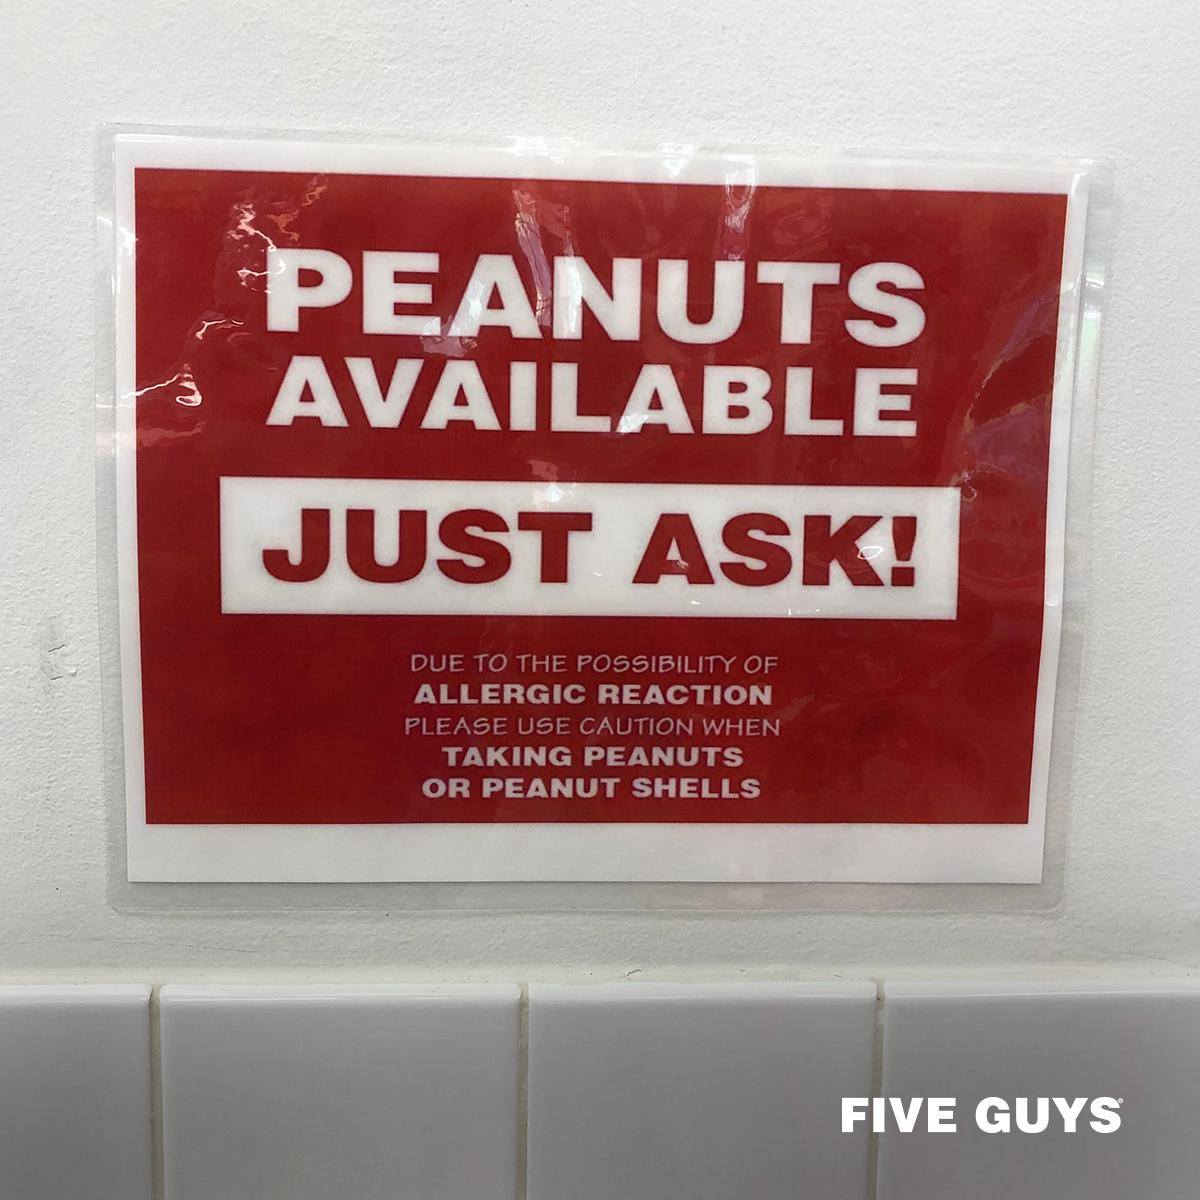 PEANUTS
AVAILABLE
JUST ASK!
DUE TO THE POSSIBILITY OF
ALLERGIC REACTION
PLEASE USE CAUTION WHEN
TAKING PEANUTS
OR PEANUT SHELLS
FIVE GUYS®